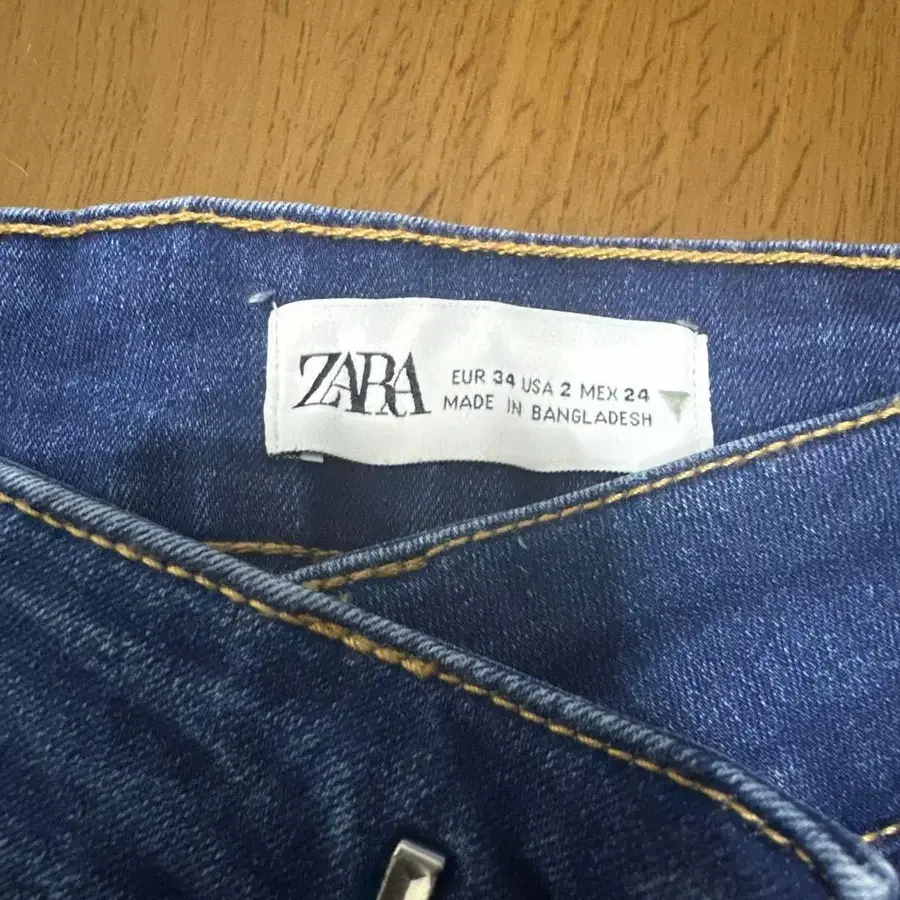 ZARA
EUR 34 USA 2 MEX 24
MADE IN BANGLADESH